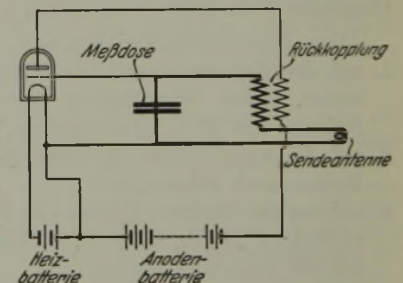 Meßdose
Rückkopplung
Sendeantenne
Heiz-
batterie
Anoden-
batterie